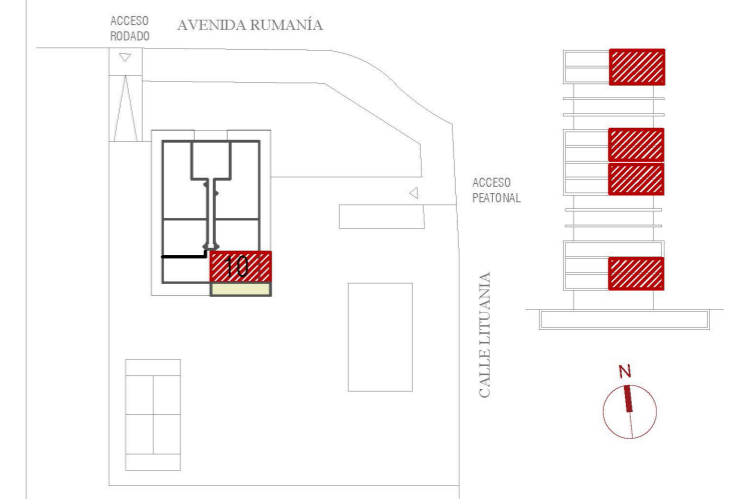 ACCESO
RODADO
AVENIDA RUMANÍA
ACCESO
PEATONAL
10
CALLE LITUANIA
N